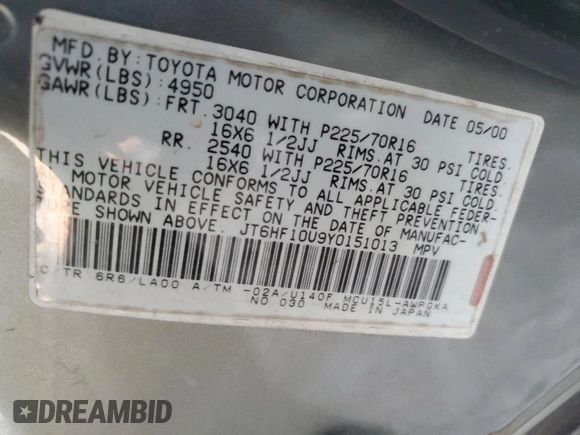 MFD. BY: TOYOTA MOTOR CORPORATION DATE 05/00
GVWR(LBS): 4950
GAWR(LBS): FRT. 3040 WITH P225/70R16 TIRES.
16X6 1/2JJ RIMS.AT 30 PSI COLD.
RR. 2540 WITH P225/70R16 TIRES.
16X6 1/2JJ RIMS.AT 30 PSI COLD.
THIS VEHICLE CONFORMS TO ALL APPLICABLE FEDER-
MOTOR VEHICLE SAFETY AND THEFT PREVENTION
STANDARDS IN EFFECT ON THE DATE OF MANUFAC-
TURE SHOWN ABOVE. JT6HF10U9Y0151013 MPV
C/TR 6R6/LA00 A/TM -02A/U140F MCU15L-AWPGKA
NO 030 MADE IN JAPAN
DREAMBID